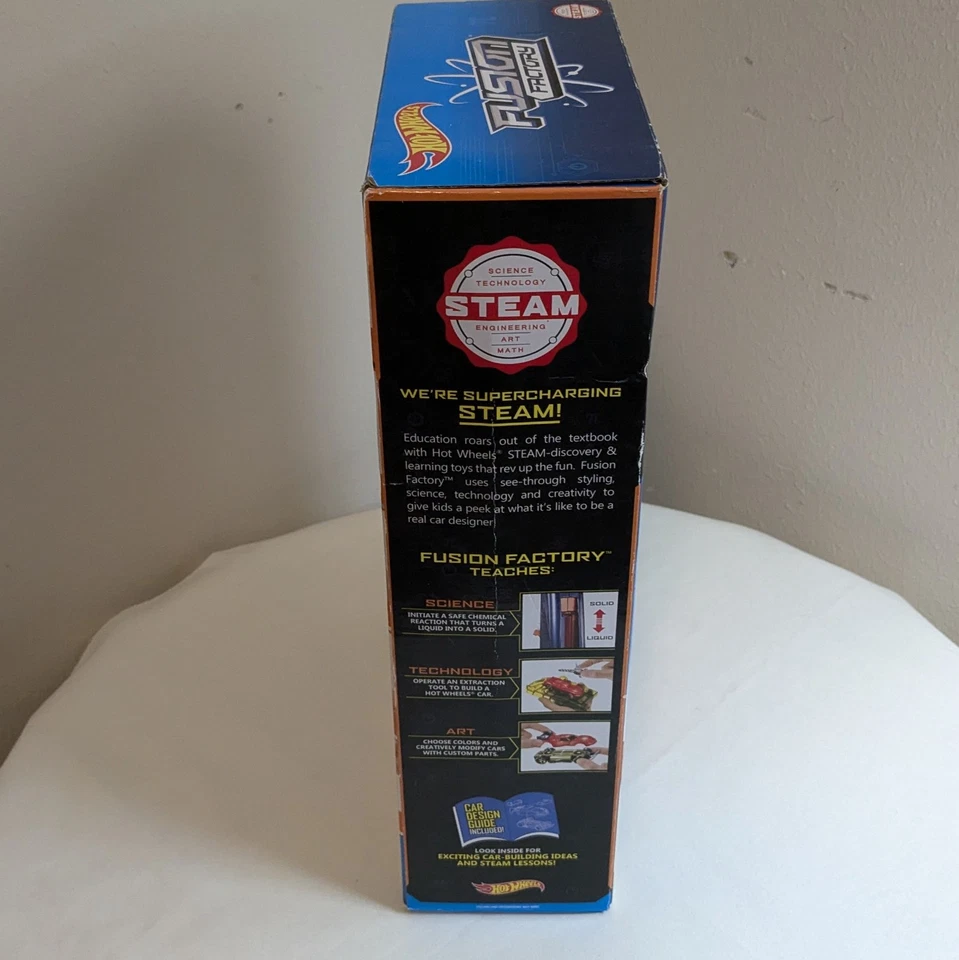 STEAM
HOT WHEELS
FUSION
FACTORY
SCIENCE
TECHNOLOGY
STEAM
ENGINEERING
ART
MATH
WE'RE SUPERCHARGING
STEAM!
Education roars out of the textbook
with Hot Wheels® STEAM-discovery &
learning toys that rev up the fun. Fusion
Factory™ uses see-through styling,
science, technology and creativity to
give kids a peek at what it's like to be a
real car designer
FUSION FACTORY™
TEACHES:
SCIENCE
INITIATE A SAFE CHEMICAL
REACTION THAT TURNS A
LIQUID INTO A SOLID.
SOLID
LIQUID
TECHNOLOGY
OPERATE AN EXTRACTION
TOOL TO BUILD A
HOT WHEELS® CAR.
ART
CHOOSE COLORS AND
CREATIVELY MODIFY CARS
WITH CUSTOM PARTS.
CAR
DESIGN
GUIDE
INCLUDED!
LOOK INSIDE FOR
EXCITING CAR-BUILDING IDEAS
AND STEAM LESSONS!
HOT WHEELS